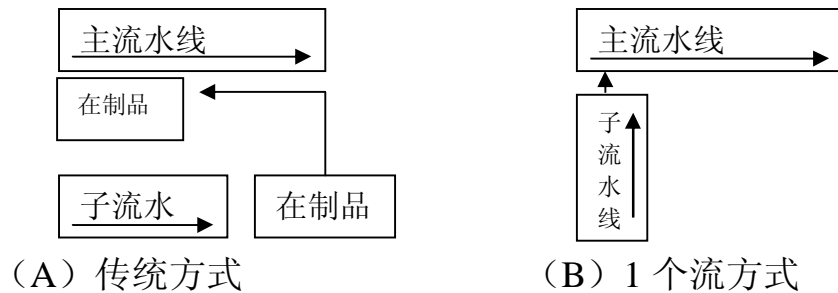 主流水线
在制品
子流水
在制品
（A）传统方式
主流水线
子
流
水
线
（B）1 个流方式